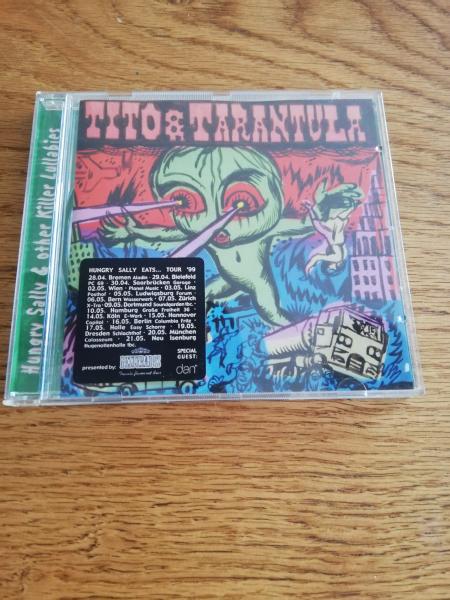 TITO & TARANTULA
Hungry Sally & other Killer Lullabies
HUNGRY SALLY EATS... TOUR '99
28.04. Bremen Aladin · 29.04. Bielefeld
PC 69 · 30.04. Saarbrücken Garage ·
02.05. Wien · Planet Music · 03.05. Linz
Posthof · 05.05. Ludwigsburg Forum ·
06.05. Bern Wasserwerk · 07.05. Zürich
X-Tra · 09.05. Dortmund Soundgarden tbc. ·
10.05. Hamburg Große Freiheit 36 ·
14.05. Köln E-Werk · 15.05. Hannover
Capitol · 16.05. Berlin Columbia Fritz ·
17.05. Halle Easy Schorre · 19.05.
Dresden Schlachthof · 20.05. München
Colosseum · 21.05. Neu Isenburg
Hugenottenhalle tbc.
presented by:
DESPERADOS
SPECIAL
GUEST: